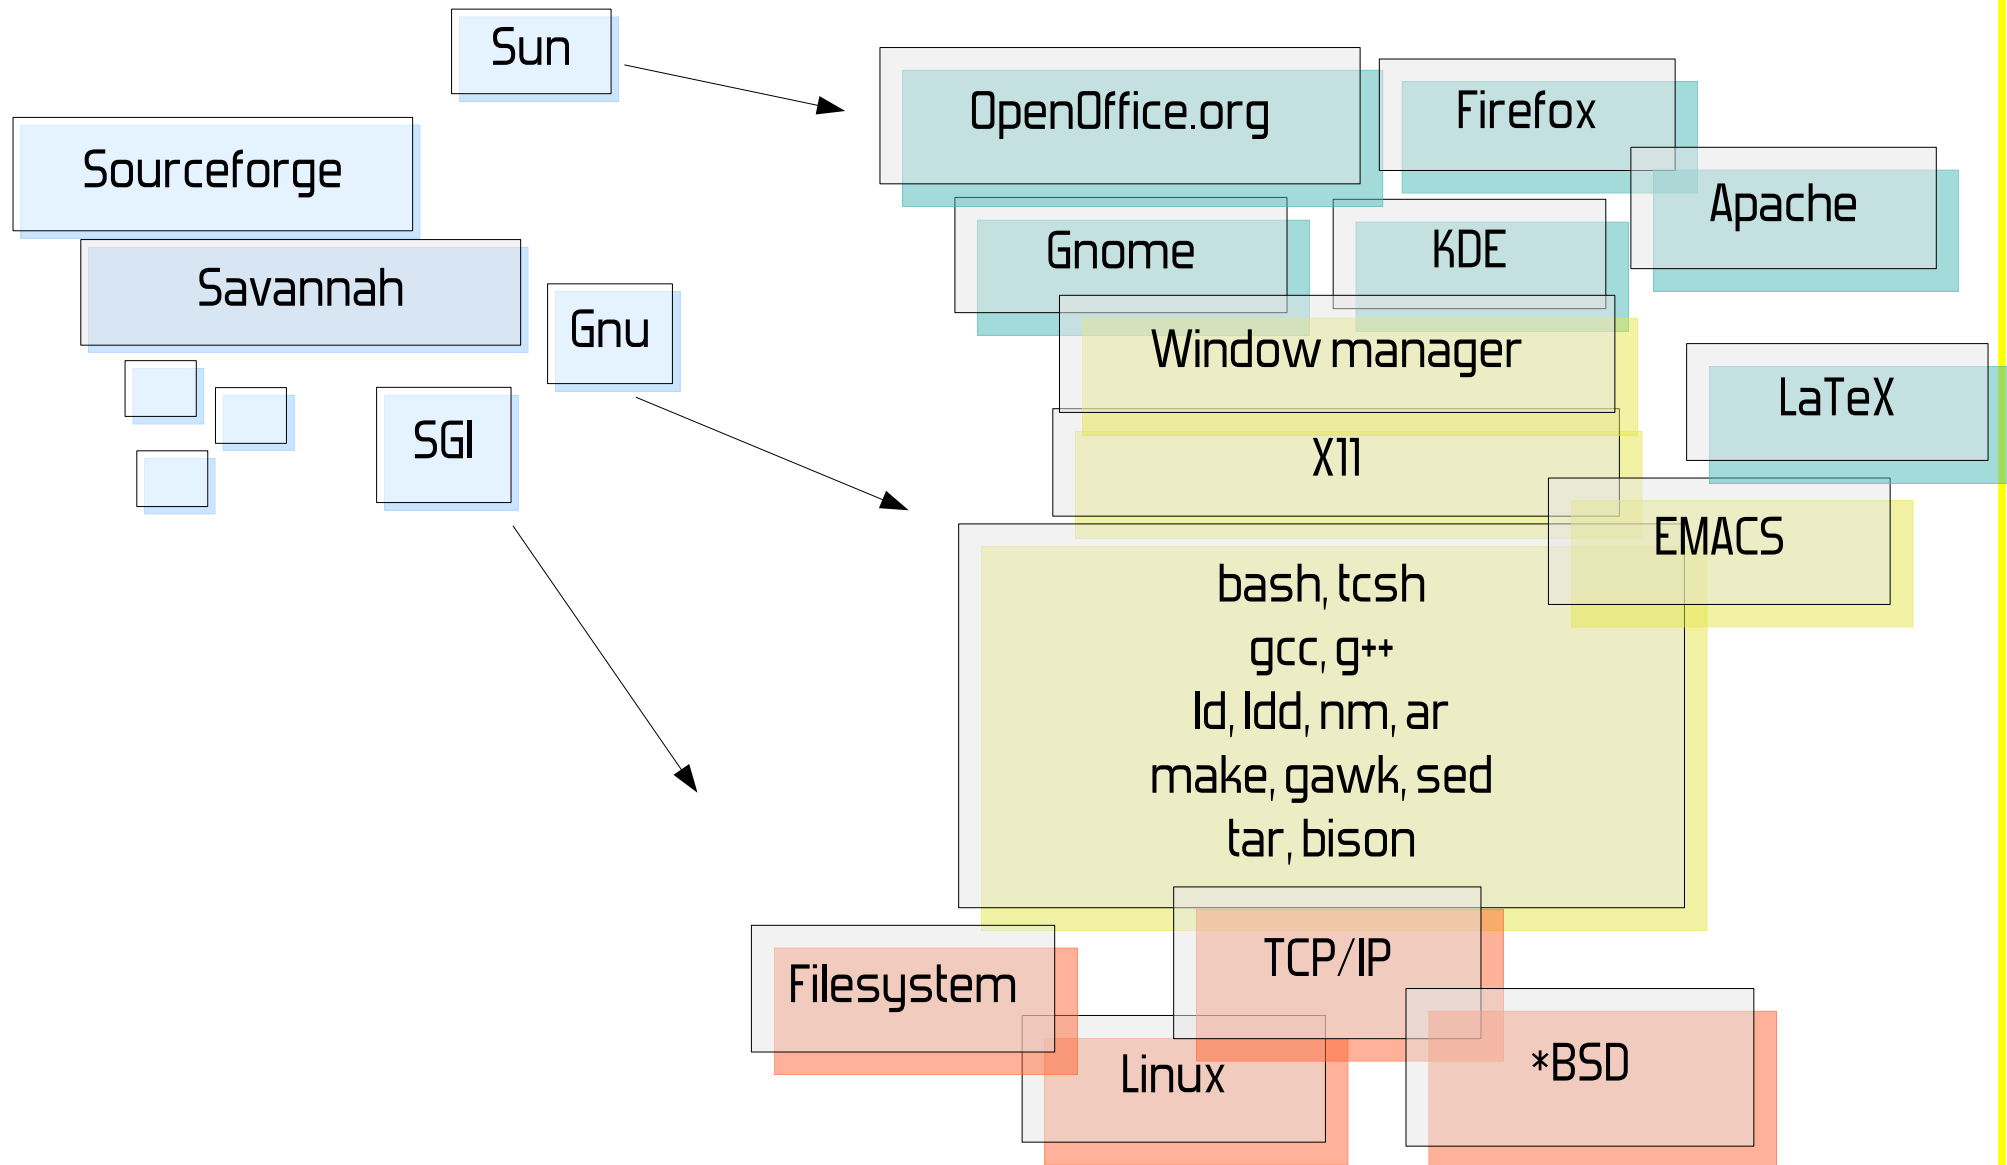 Sun
OpenOffice.org
Firefox
Sourceforge
Apache
Gnome
KDE
Savannah
Gnu
Window manager
LaTeX
SGI
X11
EMACS
bash, tcsh
gcc, g++
ld, ldd, nm, ar
make, gawk, sed
tar, bison
TCP/IP
Filesystem
*BSD
Linux